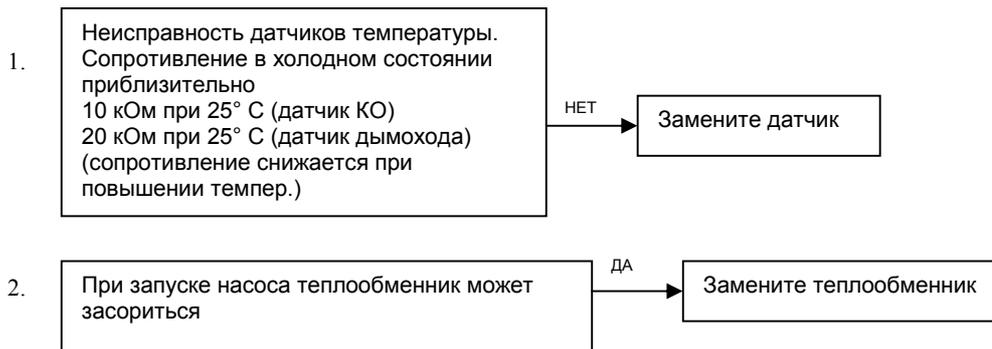 1.
Неисправность датчиков температуры.
Сопротивление в холодном состоянии
приблизительно
10 кОм при 25° С (датчик КО)
20 кОм при 25° С (датчик дымохода)
(сопротивление снижается при
повышении темпер.)
НЕТ
Замените датчик
2.
При запуске насоса теплообменник может
засориться
ДА
Замените теплообменник